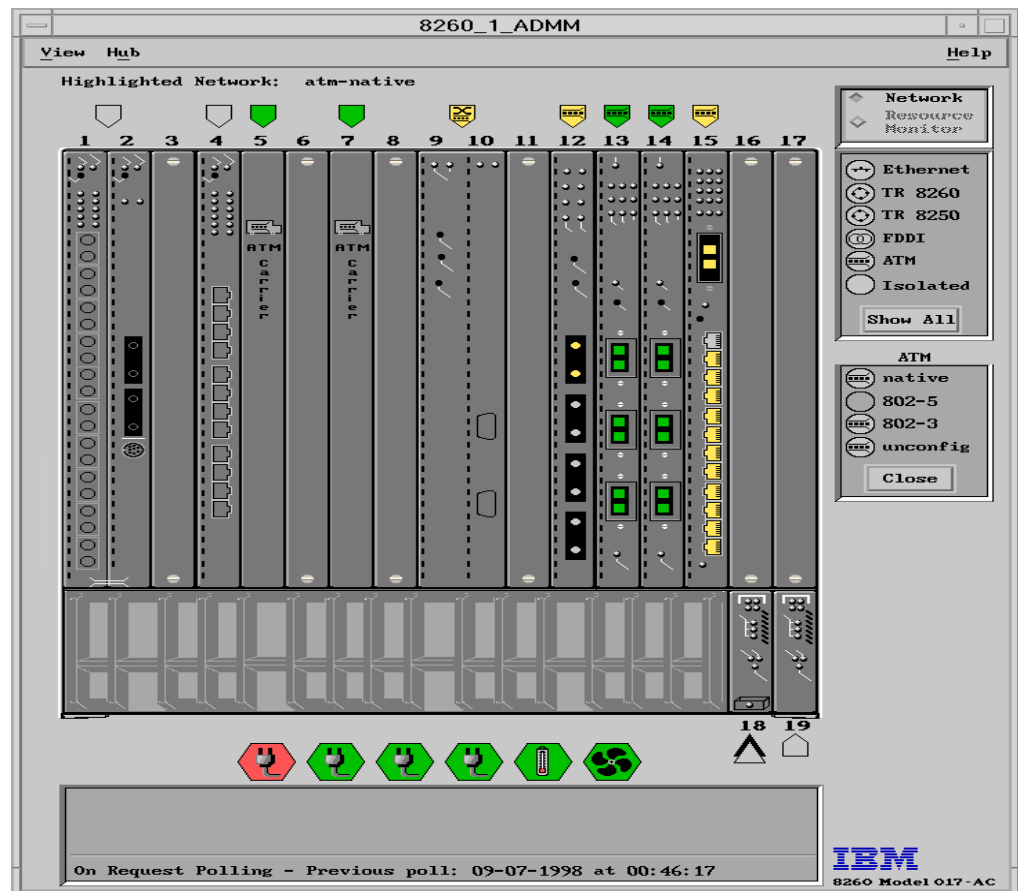 8260_1_ADMM
View Hub Help
Highlighted Network: atm-native
1 2 3 4 5 6 7 8 9 10 11 12 13 14 15 16 17
ATM
Carrier
ATM
Carrier
18 19
On Request Polling - Previous poll: 09-07-1998 at 00:46:17
Network
Resource
Monitor
Ethernet
TR 8260
TR 8250
FDDI
ATM
Isolated
Show All
ATM
native
802-5
802-3
unconfig
Close
IBM
8260 Model 017-AC